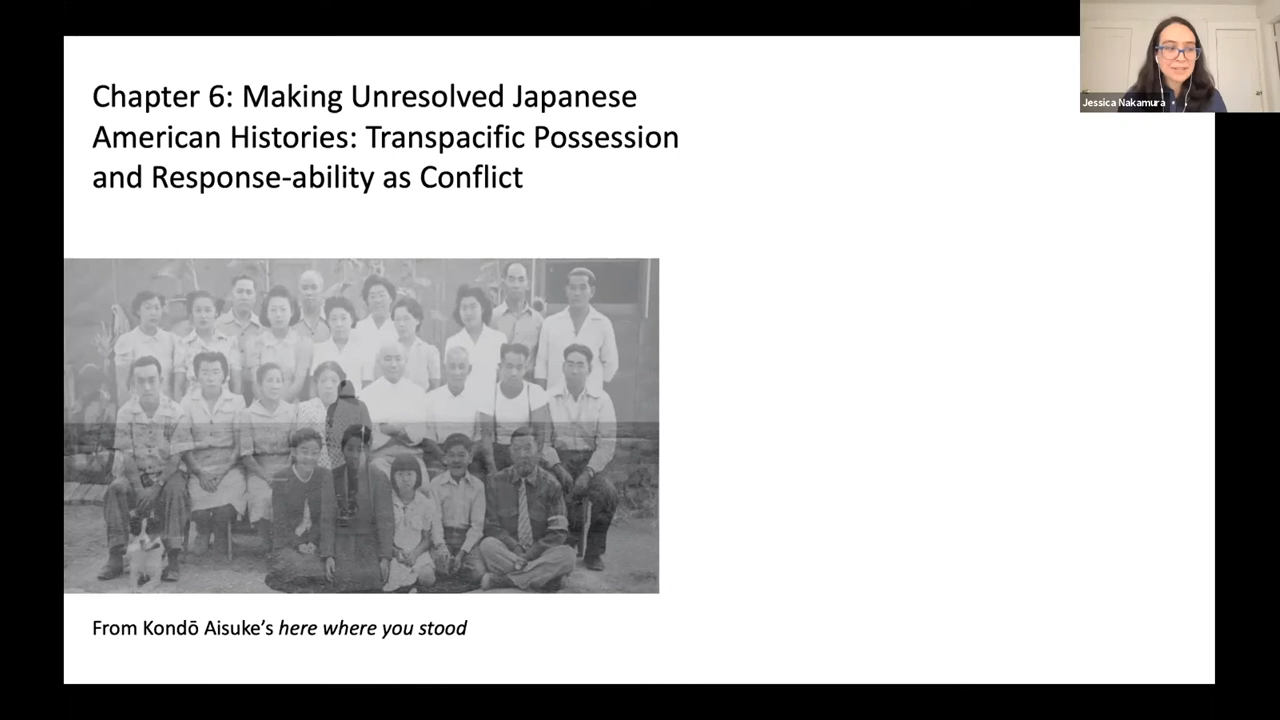 Chapter 6: Making Unresolved Japanese
American Histories: Transpacific Possession
and Response-ability as Conflict
Jessica Nakamura
From Kondō Aisuke's here where you stood